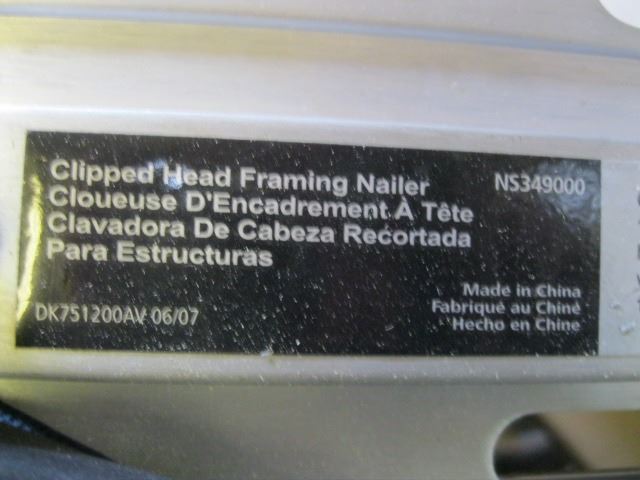 Clipped Head Framing Nailer NS349000
Cloueuse D'Encadrement À Tête
Clavadora De Cabeza Recortada
Para Estructuras
Made in China
Fabriqué au Chiné
Hecho en Chine
DK751200AV 06/07